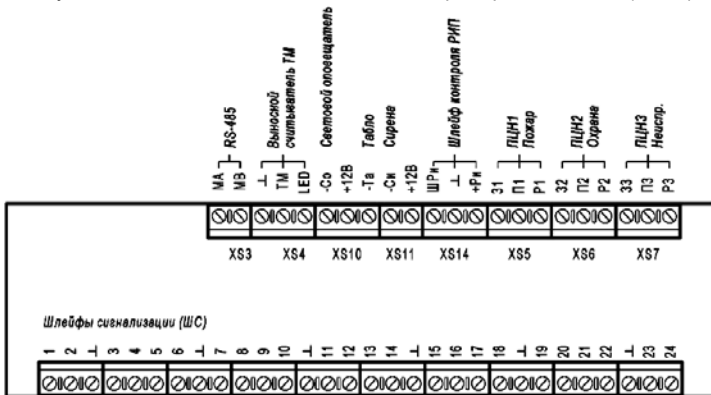 RS-485
Выносной считыватель ТМ
Световой оповещатель
Табло
Сирена
Шлейф контроля РИП
ПЦН1 Пожар
ПЦН2 Охрана
ПЦН3 Неиспр.
МА МВ ⊥ ТМ LED -Со +12В -Та -Си +12В ШРи ⊥ +Ри З1 П1 Р1 З2 П2 Р2 З3 П3 Р3
XS3 XS4 XS10 XS11 XS14 XS5 XS6 XS7
Шлейфы сигнализации (ШС)
1 2 ⊥ 3 4 5 6 ⊥ 7 8 9 10 ⊥ 11 12 13 14 ⊥ 15 16 17 18 ⊥ 19 20 21 22 ⊥ 23 24